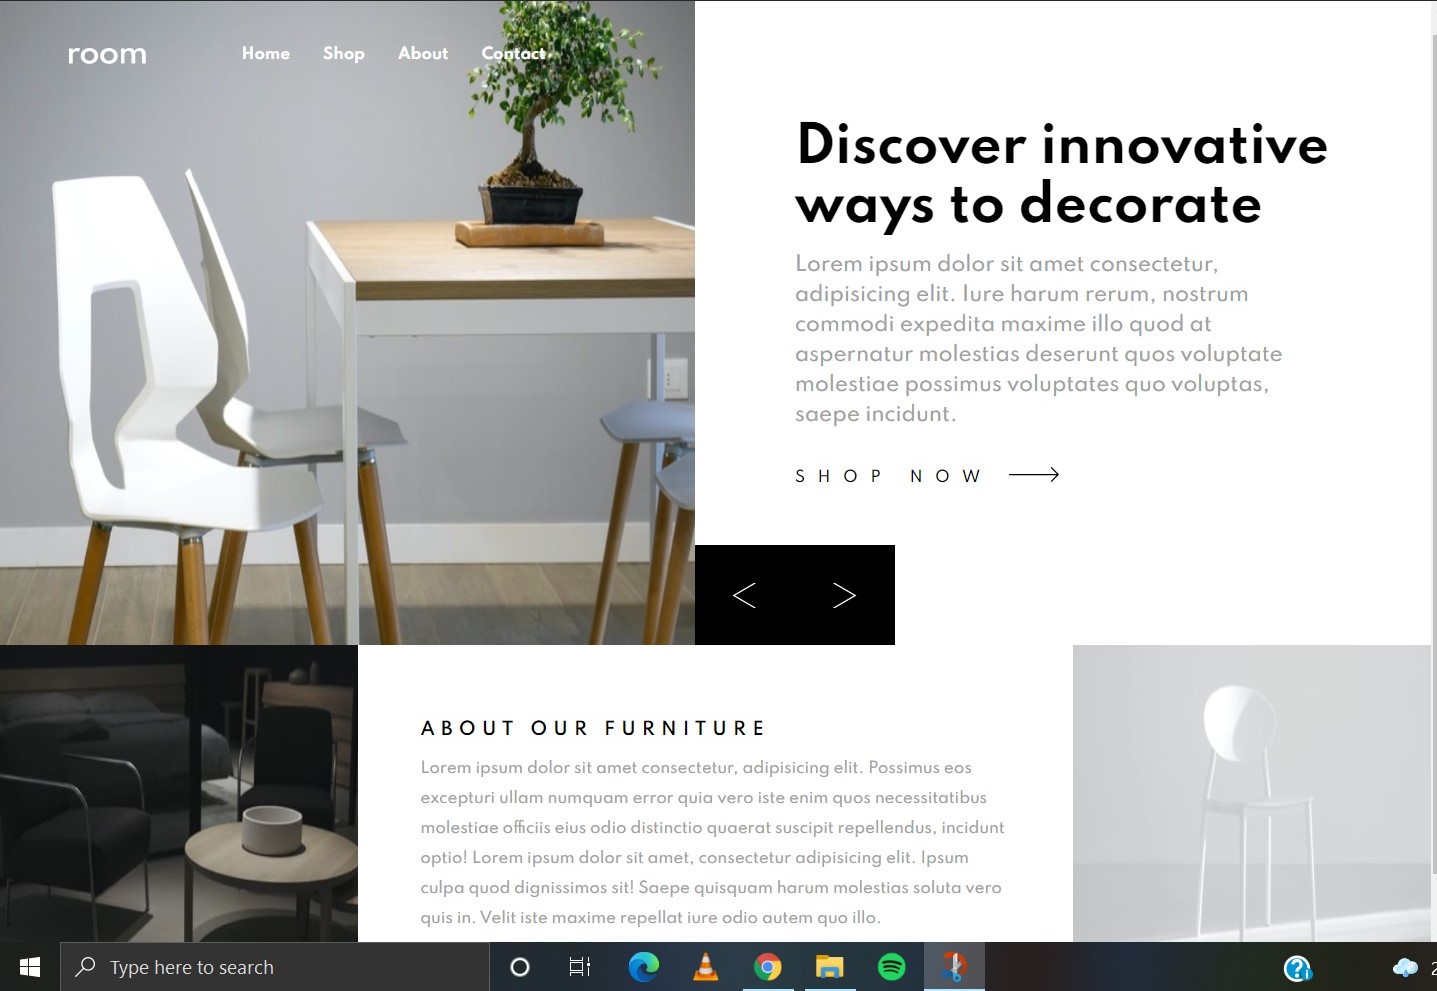 room
Home Shop About Contact
Discover innovative
ways to decorate
Lorem ipsum dolor sit amet consectetur,
adipisicing elit. Iure harum rerum, nostrum
commodi expedita maxime illo quod at
aspernatur molestias deserunt quos voluptate
molestiae possimus voluptates quo voluptas,
saepe incidunt.
SHOP NOW
ABOUT OUR FURNITURE
Lorem ipsum dolor sit amet consectetur, adipisicing elit. Possimus eos
excepturi ullam numquam error quia vero iste enim quos necessitatibus
molestiae officiis eius odio distinctio quaerat suscipit repellendus, incidunt
optio! Lorem ipsum dolor sit amet, consectetur adipisicing elit. Ipsum
culpa quod dignissimos sit! Saepe quisquam harum molestias soluta vero
quis in. Velit iste maxime repellat iure odio autem quo illo.
Type here to search